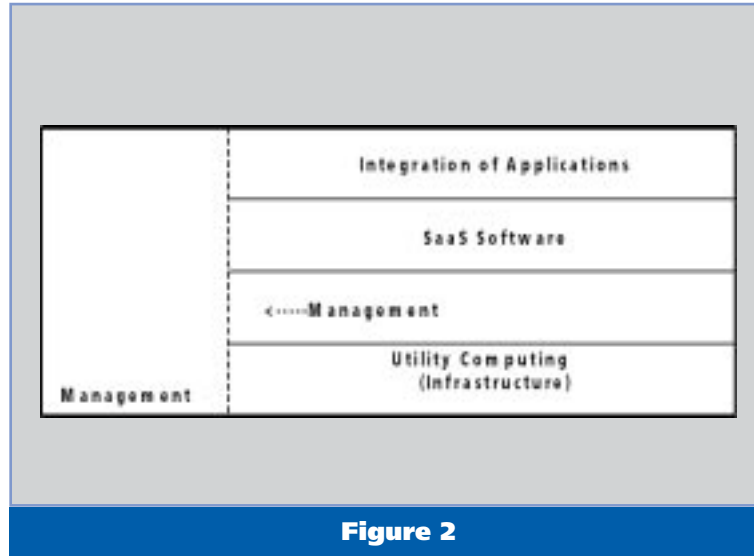 Integration of Applications
SaaS Software
<-----Management
Utility Computing
(Infrastructure)
Management
Figure 2